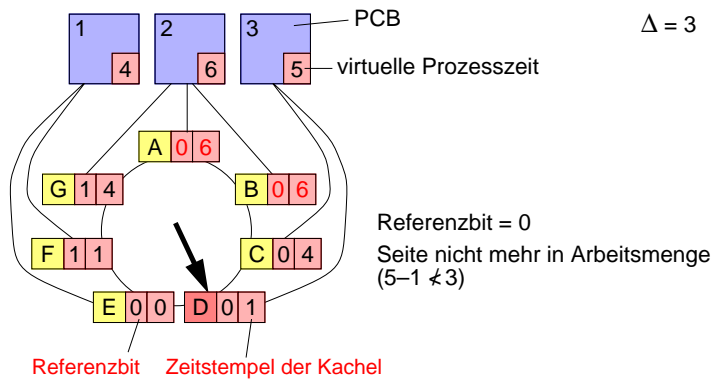 1 2 3 PCB Δ = 3
4 6 5 virtuelle Prozesszeit
A 0 6
G 1 4 B 0 6
Referenzbit = 0
F 1 1 C 0 4 Seite nicht mehr in Arbeitsmenge
(5–1 ≮ 3)
E 0 0 D 0 1
Referenzbit Zeitstempel der Kachel